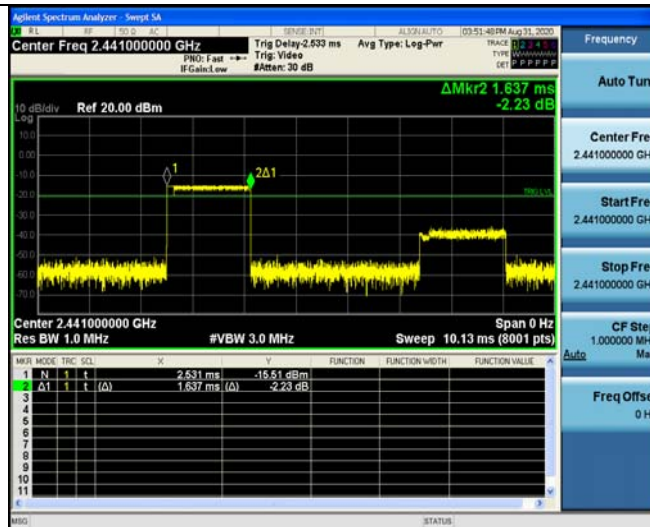 Agilent Spectrum Analyzer - Swept SA
RL RF 50 Ω AC SENSE:INT ALIGN AUTO 03:51:48 PM Aug 31, 2020
Center Freq 2.441000000 GHz
Trig Delay-2.533 ms Avg Type: Log-Pwr TRACE 1 2 3 4 5 6
PNO: Fast Trig: Video TYPE
IFGain:Low #Atten: 30 dB DET P P P P P P
Frequency
ΔMkr2 1.637 ms
-2.23 dB
10 dB/div Ref 20.00 dBm
Log
10.0
0.00
-10.0
-20.0
-30.0
-40.0
-50.0
-60.0
-70.0
1
2Δ1
TRIG LVL
Center 2.441000000 GHz Span 0 Hz
Res BW 1.0 MHz #VBW 3.0 MHz Sweep 10.13 ms (8001 pts)
MKR MODE TRC SCL X Y FUNCTION FUNCTION WIDTH FUNCTION VALUE
1 N 1 t 2.531 ms -15.51 dBm
2 Δ1 1 t (Δ) 1.637 ms (Δ) -2.23 dB
3
4
5
6
7
8
9
10
11
Auto Tun
Center Fre
2.441000000 GH
Start Fre
2.441000000 GH
Stop Fre
2.441000000 GH
CF Ste
1.000000 MH
Auto Ma
Freq Offse
0 H
MSG STATUS